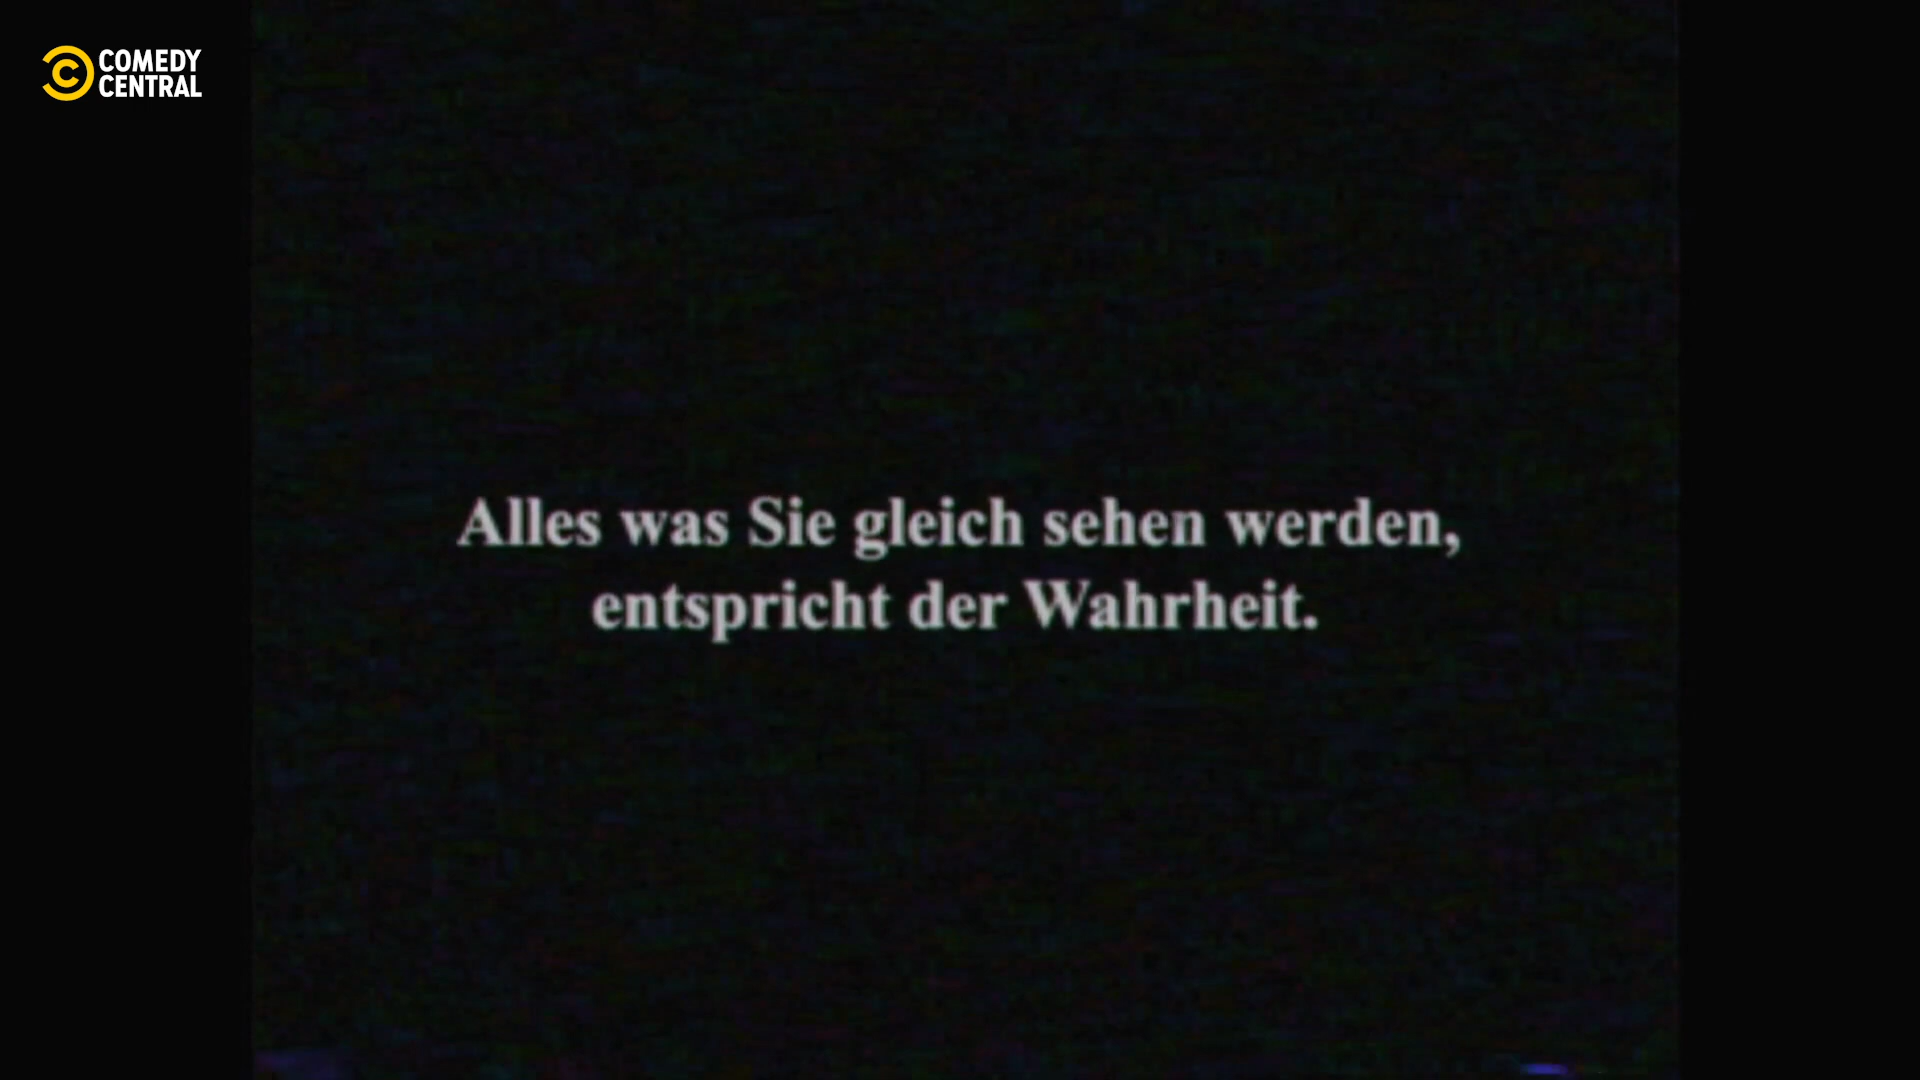 COMEDY
CENTRAL
Alles was Sie gleich sehen werden,
entspricht der Wahrheit.